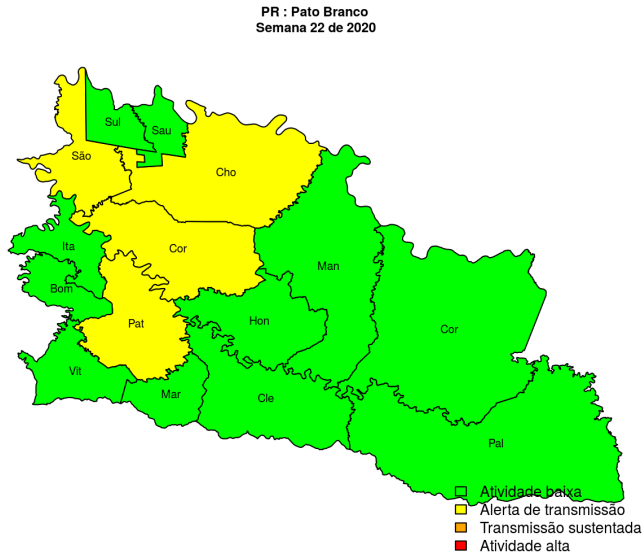 PR : Pato Branco
Semana 22 de 2020
Sul
Sau
São
Cho
Ita
Cor
Man
Bom
Hon
Pat
Cor
Vit
Mar
Cle
Pal
Atividade baixa
Alerta de transmissão
Transmissão sustentada
Atividade alta